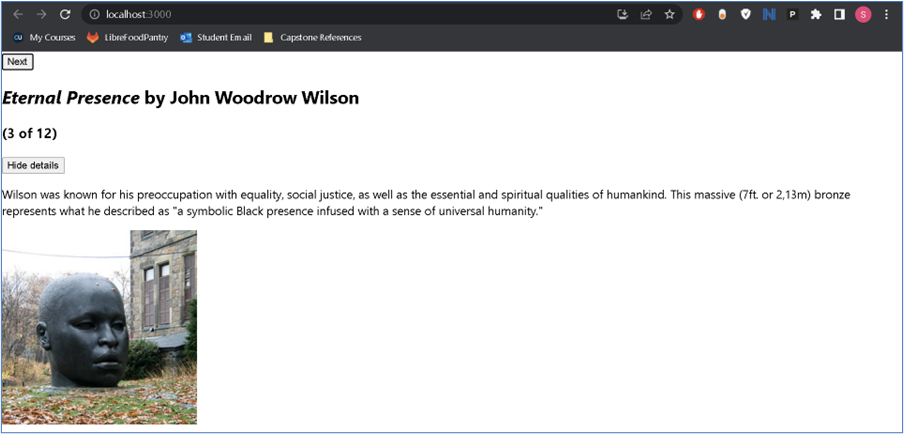 localhost:3000
S
My Courses LibreFoodPantry Student Email Capstone References
Next
Eternal Presence by John Woodrow Wilson
(3 of 12)
Hide details
Wilson was known for his preoccupation with equality, social justice, as well as the essential and spiritual qualities of humankind. This massive (7ft. or 2,13m) bronze
represents what he described as "a symbolic Black presence infused with a sense of universal humanity."